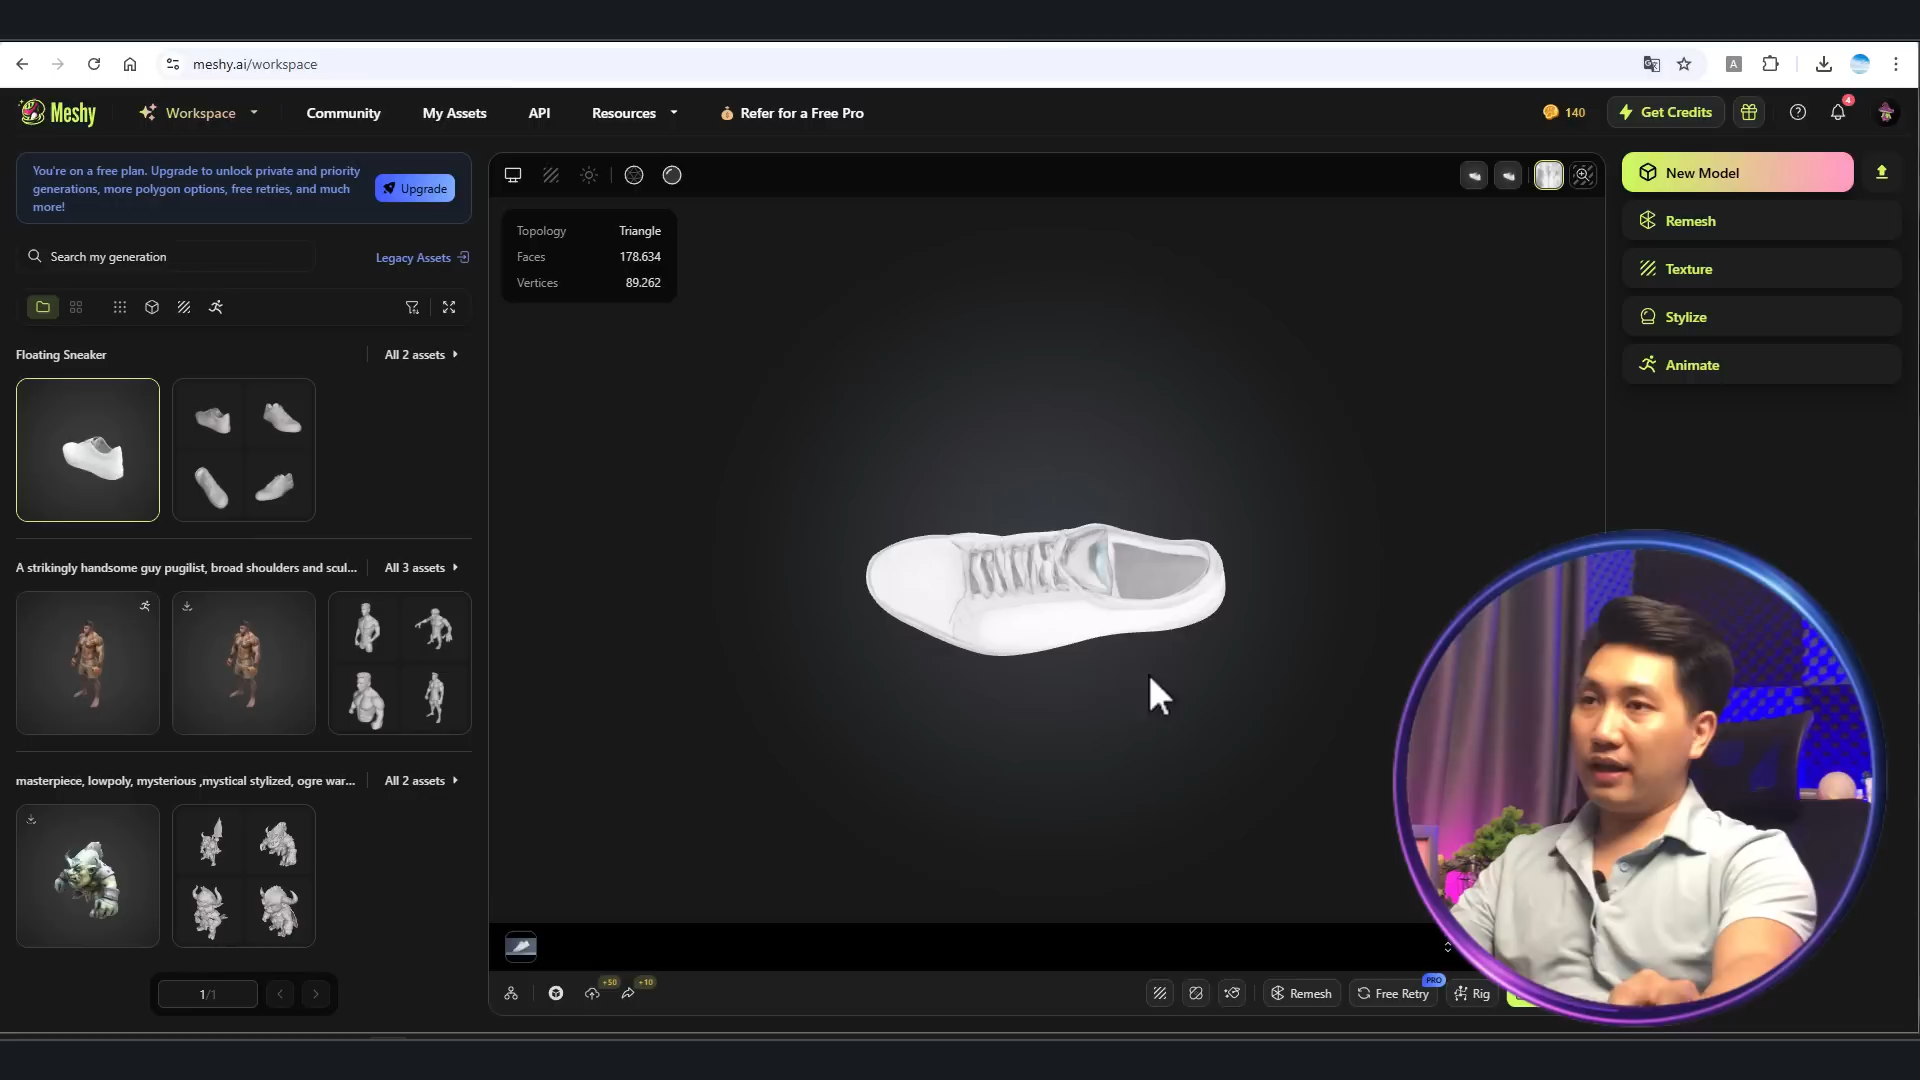 meshy.ai/workspace
A
Meshy
Workspace
Community
My Assets
API
Resources
Refer for a Free Pro
140
Get Credits
4
You're on a free plan. Upgrade to unlock private and priority
generations, more polygon options, free retries, and much
more!
Upgrade
Search my generation
Legacy Assets
Floating Sneaker
All 2 assets
A strikingly handsome guy pugilist, broad shoulders and scul...
All 3 assets
masterpiece, lowpoly, mysterious ,mystical stylized, ogre war...
All 2 assets
1/1
Topology Triangle
Faces 178.634
Vertices 89.262
+50
+10
Remesh
Free Retry
PRO
Rig
New Model
Remesh
Texture
Stylize
Animate